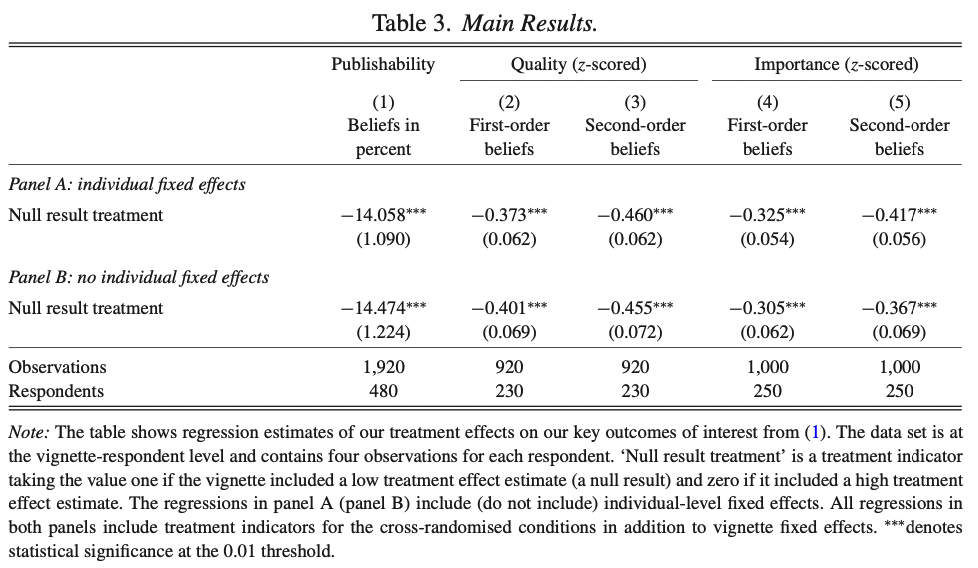 Table 3. Main Results.
Publishability Quality (z-scored) Importance (z-scored)
(1) (2) (3) (4) (5)
Beliefs in First-order Second-order First-order Second-order
percent beliefs beliefs beliefs beliefs
Panel A: individual fixed effects
Null result treatment −14.058*** −0.373*** −0.460*** −0.325*** −0.417***
(1.090) (0.062) (0.062) (0.054) (0.056)
Panel B: no individual fixed effects
Null result treatment −14.474*** −0.401*** −0.455*** −0.305*** −0.367***
(1.224) (0.069) (0.072) (0.062) (0.069)
Observations 1,920 920 920 1,000 1,000
Respondents 480 230 230 250 250
Note: The table shows regression estimates of our treatment effects on our key outcomes of interest from (1). The data set is at
the vignette-respondent level and contains four observations for each respondent. ‘Null result treatment’ is a treatment indicator
taking the value one if the vignette included a low treatment effect estimate (a null result) and zero if it included a high treatment
effect estimate. The regressions in panel A (panel B) include (do not include) individual-level fixed effects. All regressions in
both panels include treatment indicators for the cross-randomised conditions in addition to vignette fixed effects. ***denotes
statistical significance at the 0.01 threshold.